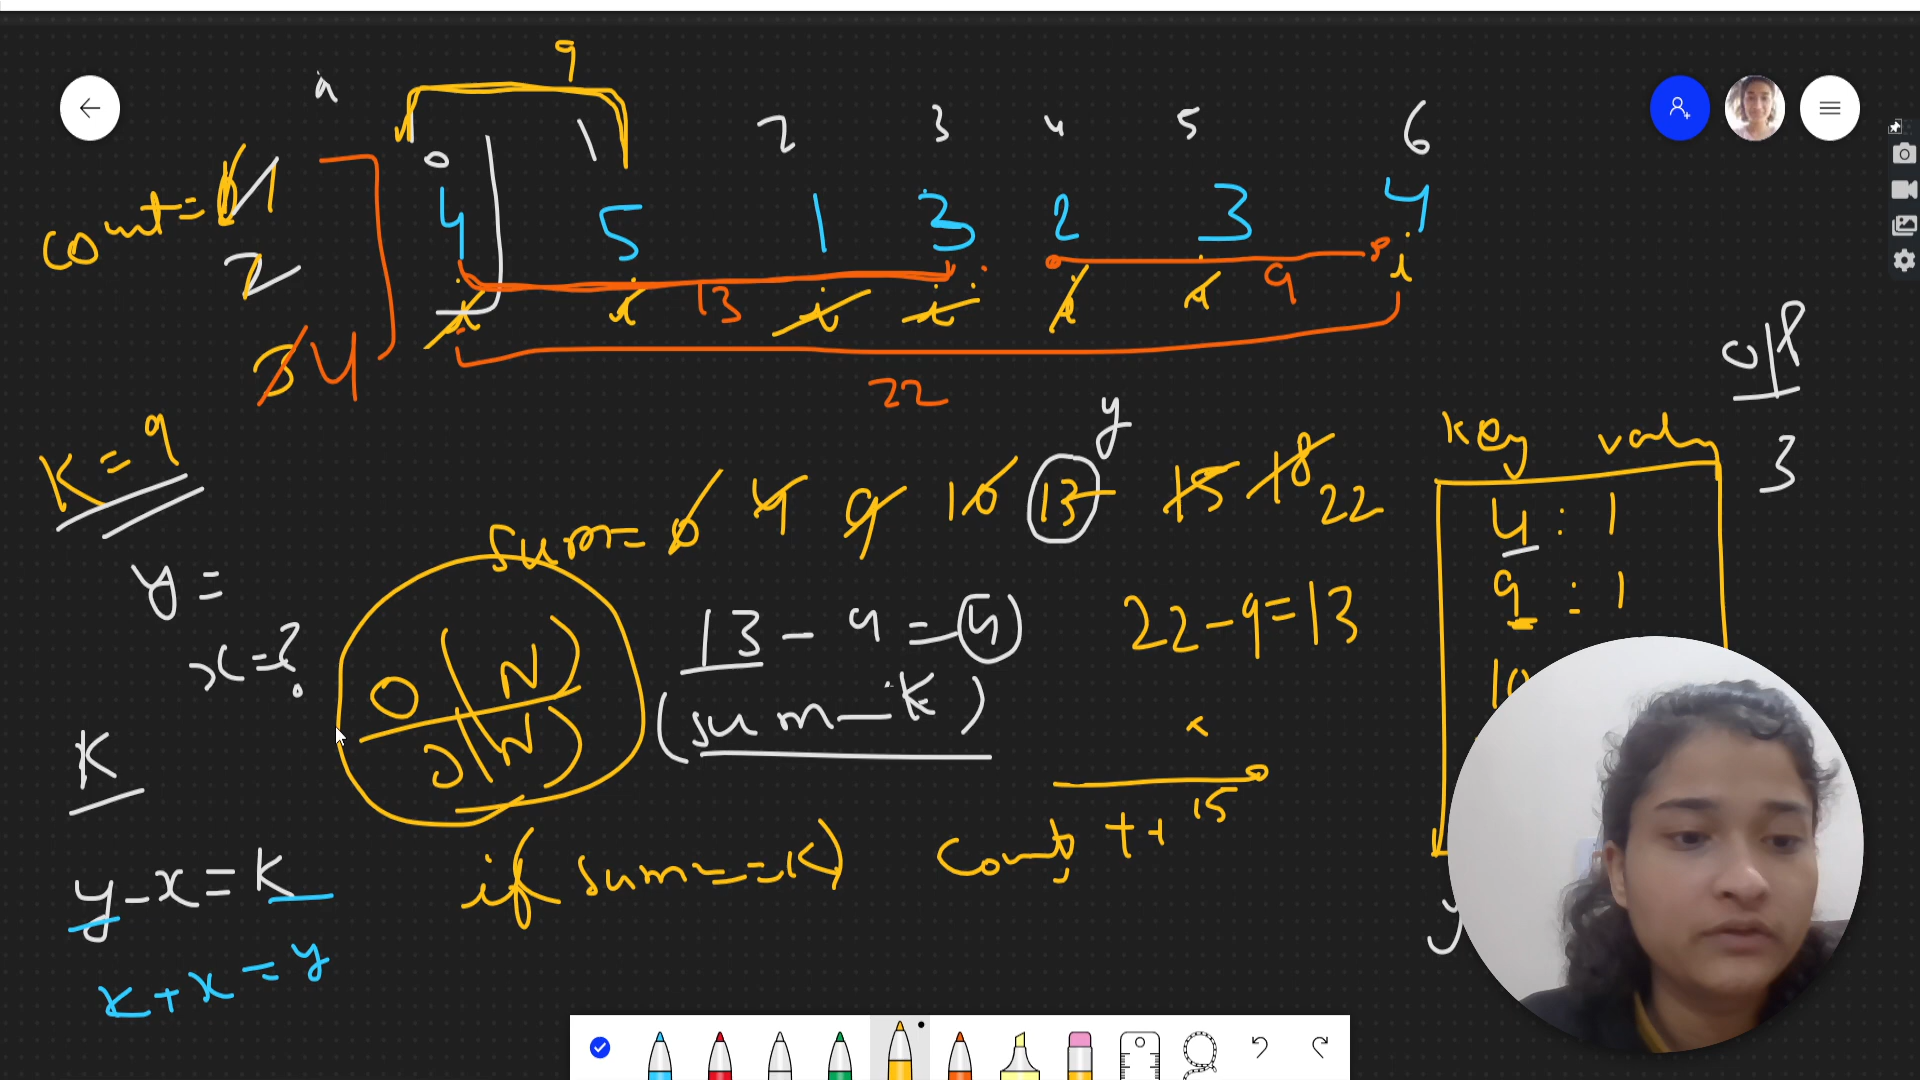 9
a
0 1 2 3 4 5 6
4 5 1 3 2 3 4
count=
2
3 4
i i i i i i i
13 9
22
o/p
3
K=9
y
sum= 0 4 9 10 13 15 18 22
key value
4 : 1
9 : 1
10
y =
x=?
O(N)
O(N)
13 - 9 = 4
(sum-K)
22-9=13
K
x
15
y-x=K
if sum==K) count++
K+x=y
y